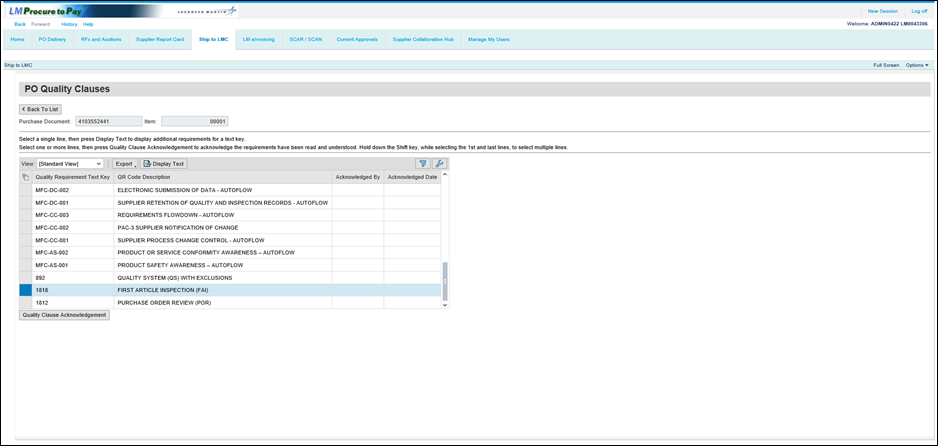 LMProcure to Pay LOCKHEED MARTIN New Session Log off
Back Forward History Help Welcome: ADMIN0422 LM0043306
Home PO Delivery RFx and Auctions Supplier Report Card Ship to LMC LM eInvoicing SCAR / SCAN Current Approvals Supplier Collaboration Hub Manage My Users
Ship to LMC Full Screen Options
PO Quality Clauses
Back To List
Purchase Document: 4103552441 Item: 00001
Select a single line, then press Display Text to display additional requirements for a text key.
Select one or more lines, then press Quality Clause Acknowledgement to acknowledge the requirements have been read and understood. Hold down the Shift key, while selecting the 1st and last lines, to select multiple lines.
View: [Standard View] Export Display Text
Quality Requirement Text Key QR Code Description Acknowledged By Acknowledged Date
MFC-DC-002 ELECTRONIC SUBMISSION OF DATA - AUTOFLOW
MFC-DC-001 SUPPLIER RETENTION OF QUALITY AND INSPECTION RECORDS - AUTOFLOW
MFC-CC-003 REQUIREMENTS FLOWDOWN - AUTOFLOW
MFC-CC-002 PAC-3 SUPPLIER NOTIFICATION OF CHANGE
MFC-CC-001 SUPPLIER PROCESS CHANGE CONTROL - AUTOFLOW
MFC-AS-002 PRODUCT OR SERVICE CONFORMITY AWARENESS – AUTOFLOW
MFC-AS-001 PRODUCT SAFETY AWARENESS – AUTOFLOW
892 QUALITY SYSTEM (QS) WITH EXCLUSIONS
1818 FIRST ARTICLE INSPECTION (FAI)
1812 PURCHASE ORDER REVIEW (POR)
Quality Clause Acknowledgement